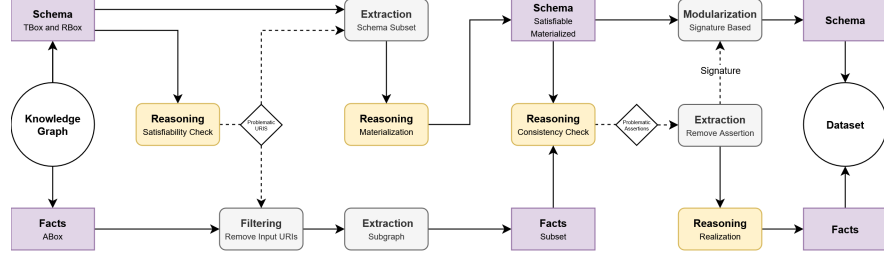 Schema
TBox and RBox
Extraction
Schema Subset
Schema
Satisfiable
Materialized
Modularization
Signature Based
Schema
Signature
Knowledge
Graph
Reasoning
Satisfiability Check
Problematic
URIS
Reasoning
Materialization
Reasoning
Consistency Check
Problematic
Assertions
Extraction
Remove Assertion
Dataset
Facts
ABox
Filtering
Remove Input URIs
Extraction
Subgraph
Facts
Subset
Reasoning
Realization
Facts